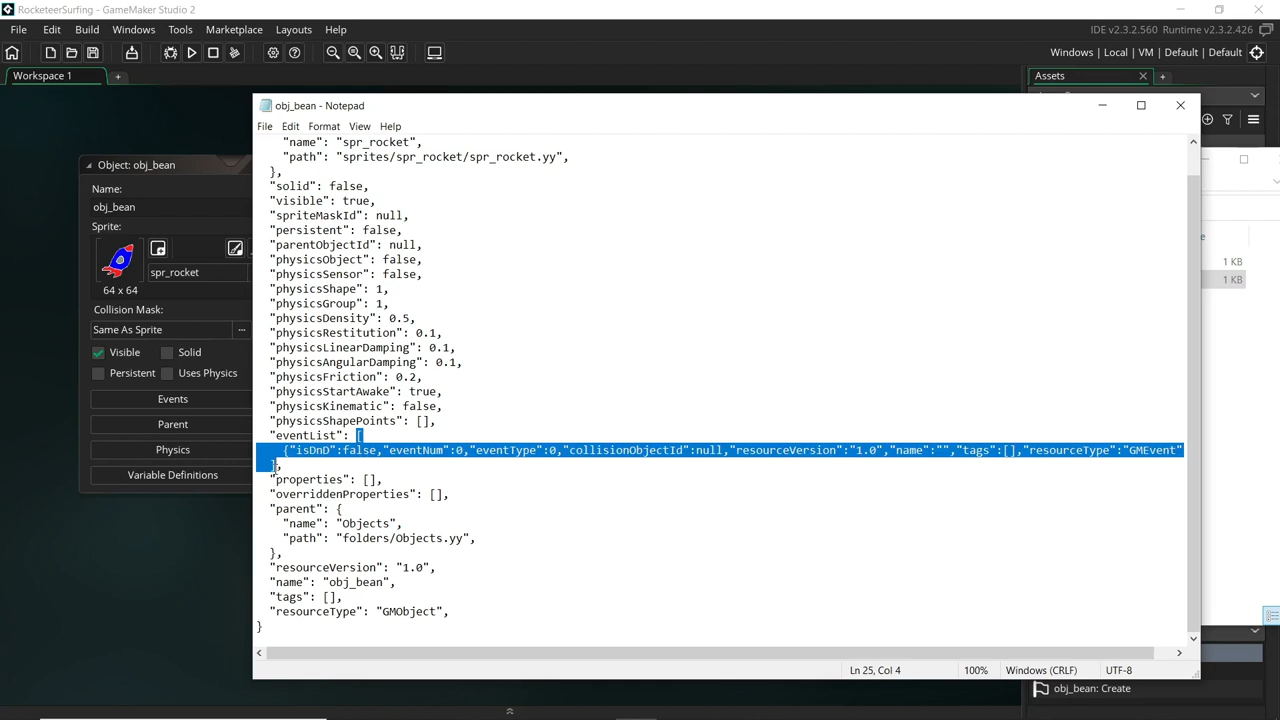 RocketeerSurfing - GameMaker Studio 2
File Edit Build Windows Tools Marketplace Layouts Help
IDE v2.3.2.560 Runtime v2.3.2.426
Windows | Local | VM | Default | Default
Workspace 1
Assets
obj_bean - Notepad
File Edit Format View Help
Object: obj_bean
Name:
obj_bean
Sprite:
spr_rocket
64 x 64
Collision Mask:
Same As Sprite
Visible Solid
Persistent Uses Physics
Events
Parent
Physics
Variable Definitions
"name": "spr_rocket",
"path": "sprites/spr_rocket/spr_rocket.yy",
},
"solid": false,
"visible": true,
"spriteMaskId": null,
"persistent": false,
"parentObjectId": null,
"physicsObject": false,
"physicsSensor": false,
"physicsShape": 1,
"physicsGroup": 1,
"physicsDensity": 0.5,
"physicsRestitution": 0.1,
"physicsLinearDamping": 0.1,
"physicsAngularDamping": 0.1,
"physicsFriction": 0.2,
"physicsStartAwake": true,
"physicsKinematic": false,
"physicsShapePoints": [],
"eventList": [
{"isDnD":false,"eventNum":0,"eventType":0,"collisionObjectId":null,"resourceVersion":"1.0","name":"","tags":[],"resourceType":"GMEvent"
],
"properties": [],
"overriddenProperties": [],
"parent": {
"name": "Objects",
"path": "folders/Objects.yy",
},
"resourceVersion": "1.0",
"name": "obj_bean",
"tags": [],
"resourceType": "GMObject",
}
Ln 25, Col 4
100%
Windows (CRLF)
UTF-8
1 KB
1 KB
obj_bean: Create